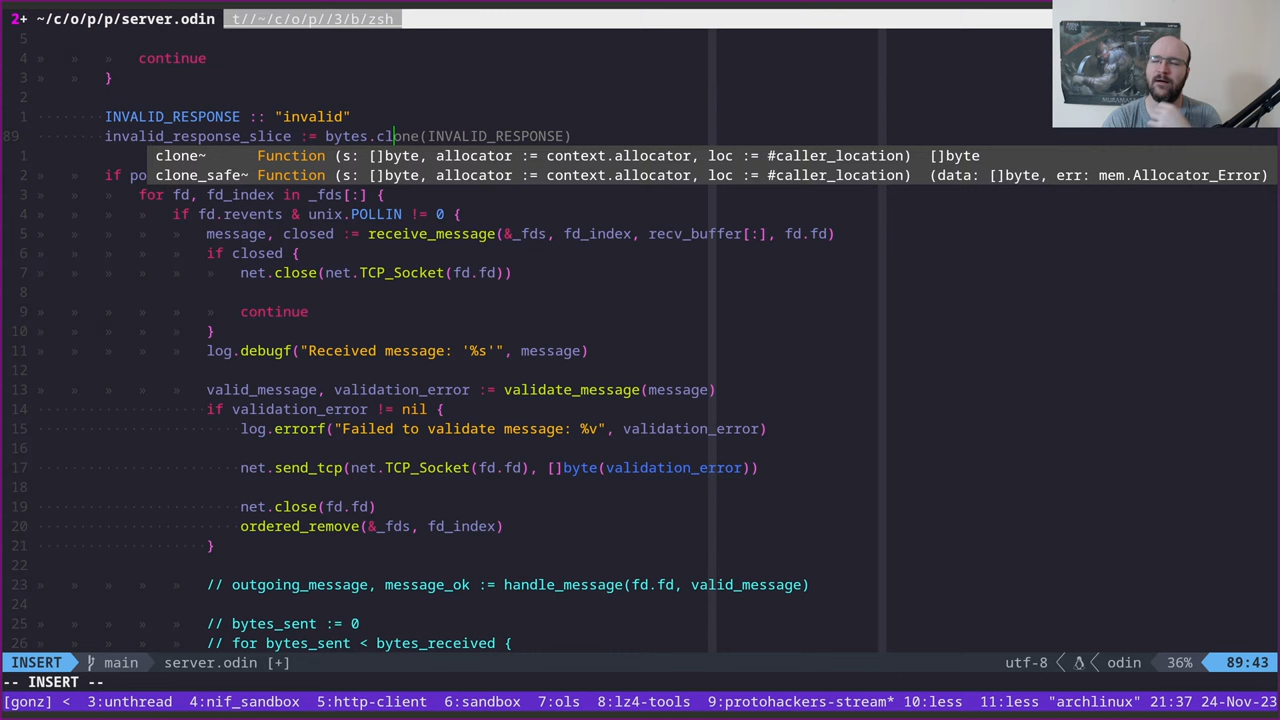 2+ ~/c/o/p/p/server.odin t//~/c/o/p//3/b/zsh
5
4 » » » continue
3 » » }
2
1 INVALID_RESPONSE :: "invalid"
89 invalid_response_slice := bytes.clone(INVALID_RESPONSE)
1 clone~ Function (s: []byte, allocator := context.allocator, loc := #caller_location) []byte
2 » » if po clone_safe~ Function (s: []byte, allocator := context.allocator, loc := #caller_location) (data: []byte, err: mem.Allocator_Error)
3 » » » for fd, fd_index in _fds[:] {
4 » » » » if fd.revents & unix.POLLIN != 0 {
5 » » » » » message, closed := receive_message(&_fds, fd_index, recv_buffer[:], fd.fd)
6 » » » » » if closed {
7 » » » » » » net.close(net.TCP_Socket(fd.fd))
8
9 » » » » » » continue
10 » » » » » }
11 » » » » » log.debugf("Received message: '%s'", message)
12
13 » » » » » valid_message, validation_error := validate_message(message)
14 if validation_error != nil {
15 log.errorf("Failed to validate message: %v", validation_error)
16
17 net.send_tcp(net.TCP_Socket(fd.fd), []byte(validation_error))
18
19 net.close(fd.fd)
20 ordered_remove(&_fds, fd_index)
21 }
22
23 » » » » » // outgoing_message, message_ok := handle_message(fd.fd, valid_message)
24
25 » » » » » // bytes_sent := 0
26 » » » » » // for bytes_sent < bytes_received {
INSERT main server.odin [+] utf-8 odin 36% 89:43
-- INSERT --
[gonz] < 3:unthread 4:nif_sandbox 5:http-client 6:sandbox 7:ols 8:lz4-tools 9:protohackers-stream* 10:less 11:less "archlinux" 21:37 24-Nov-23